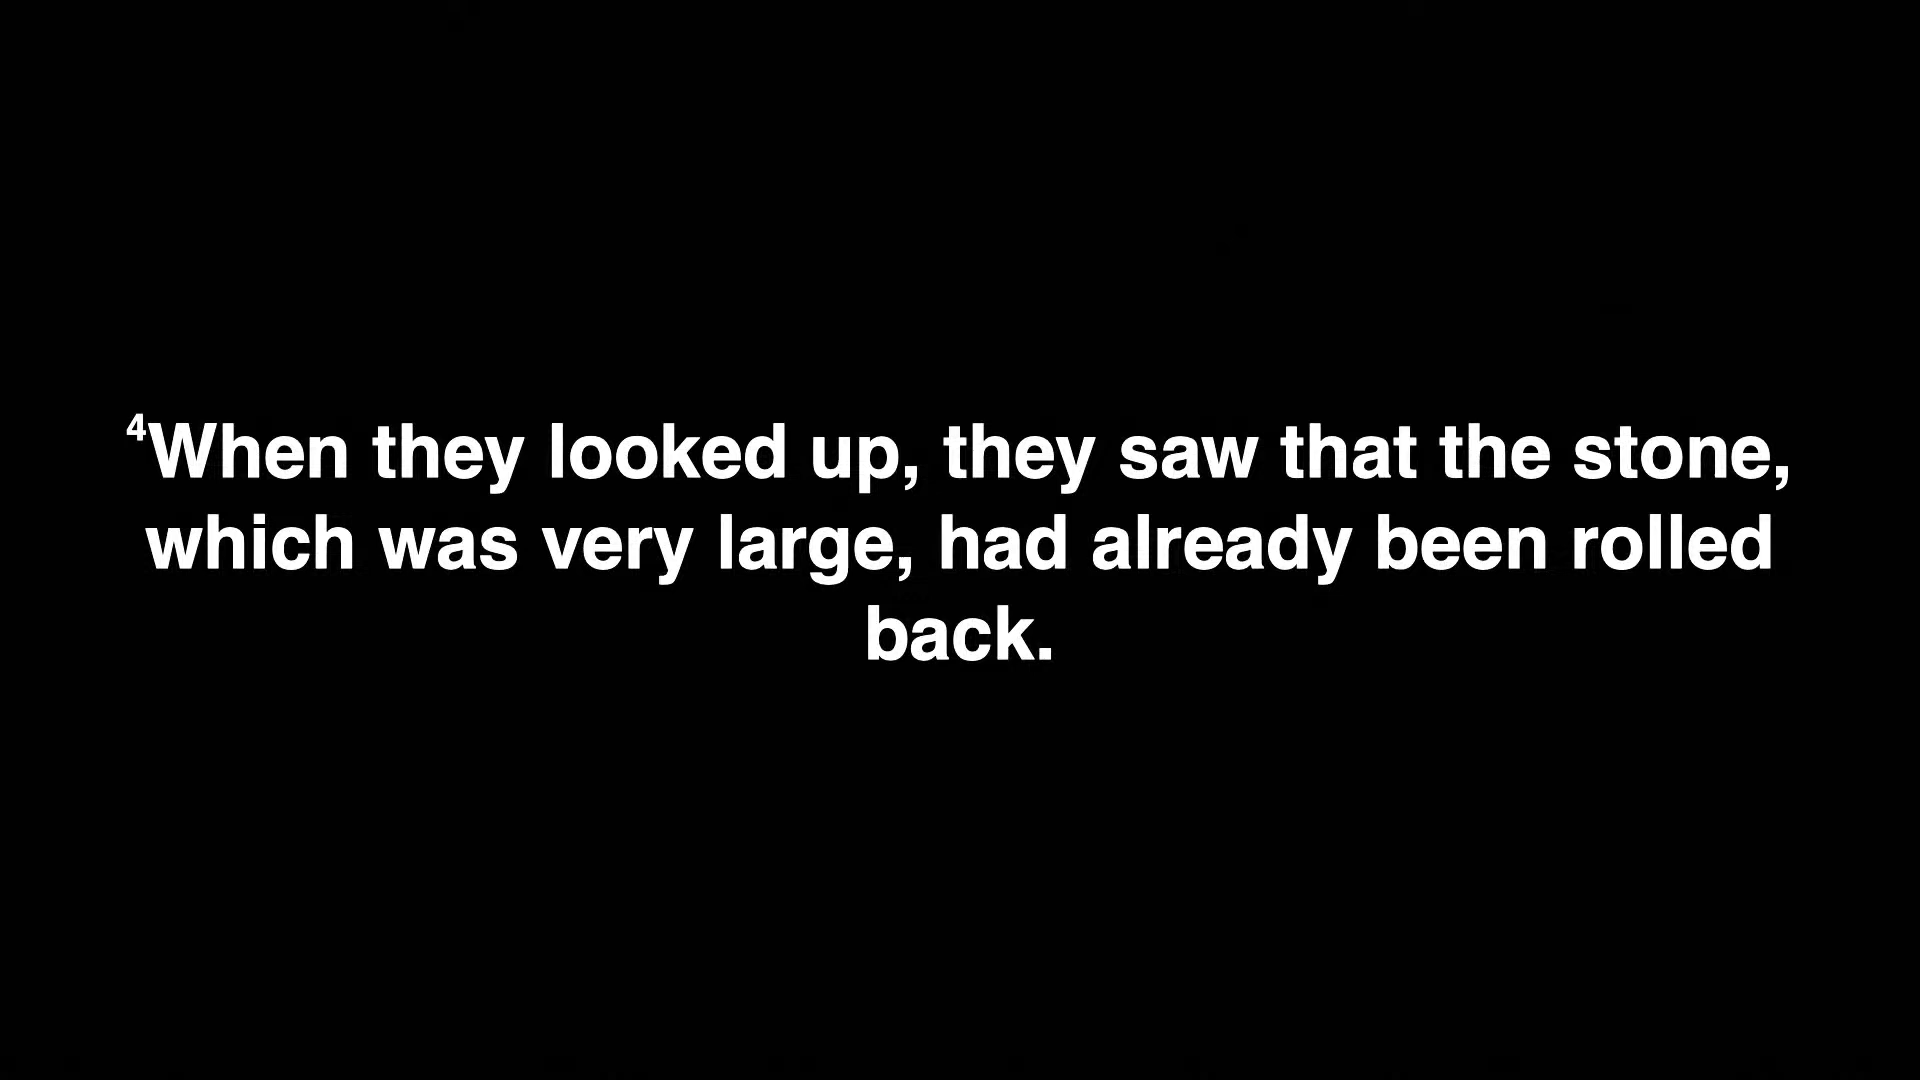 ⁴When they looked up, they saw that the stone,
which was very large, had already been rolled
back.